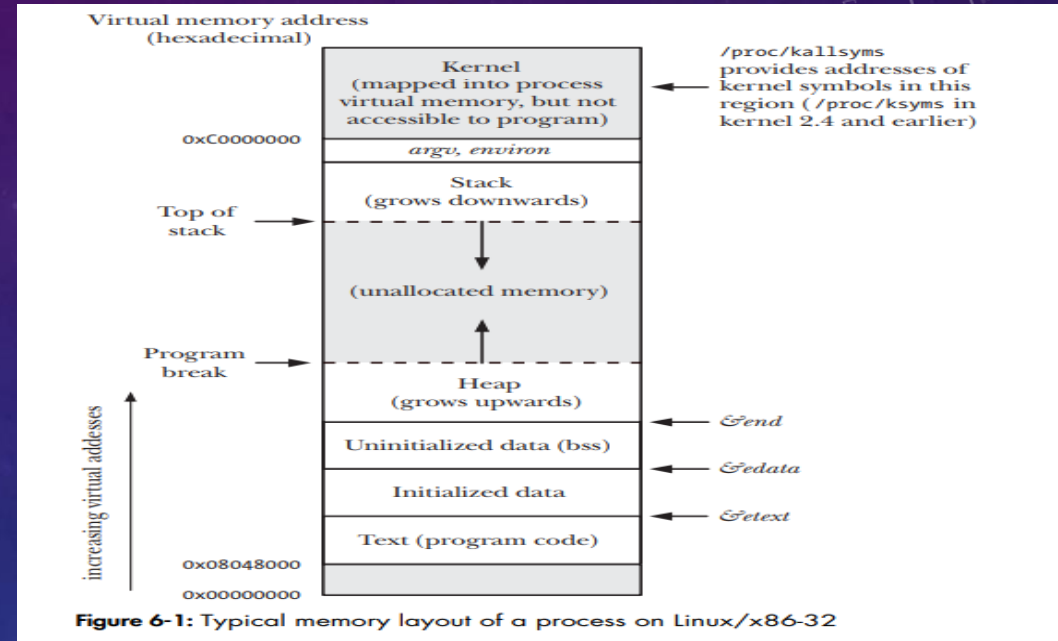 Virtual memory address
(hexadecimal)
Kernel
(mapped into process
virtual memory, but not
accessible to program)
/proc/kallsyms
provides addresses of
kernel symbols in this
region (/proc/ksyms in
kernel 2.4 and earlier)
0xC0000000
argv, environ
Stack
(grows downwards)
Top of
stack
(unallocated memory)
Program
break
Heap
(grows upwards)
&end
Uninitialized data (bss)
&edata
Initialized data
&etext
Text (program code)
0x08048000
0x00000000
increasing virtual addesses
Figure 6-1: Typical memory layout of a process on Linux/x86-32